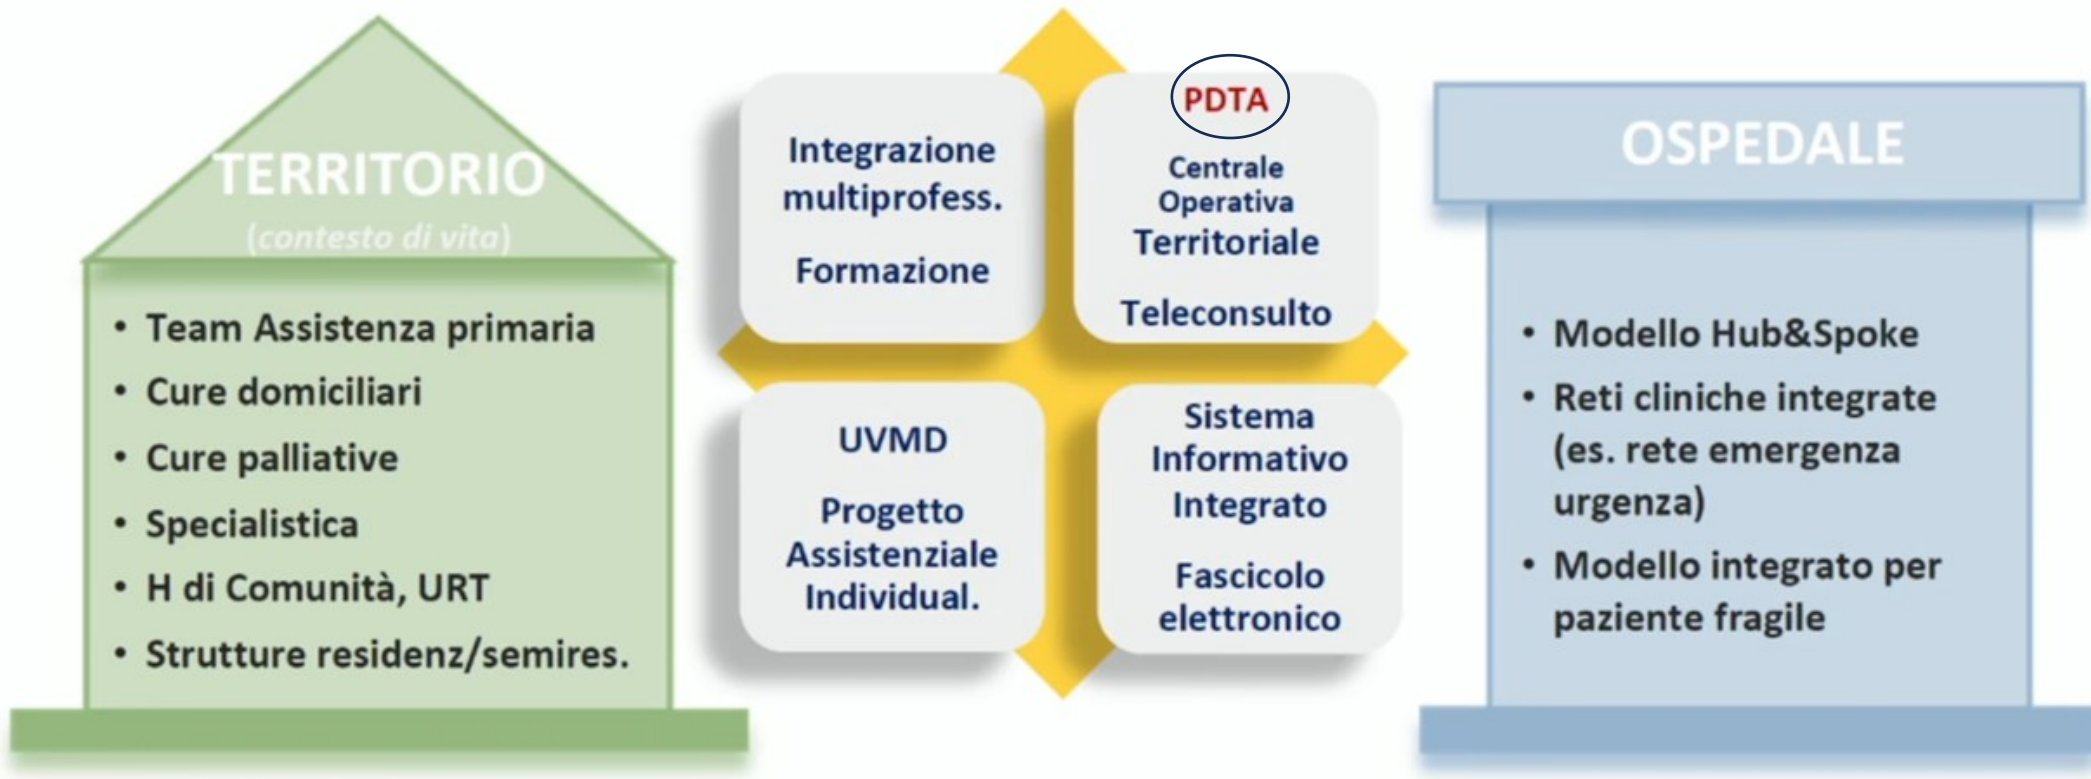 TERRITORIO
(contesto di vita)
• Team Assistenza primaria
• Cure domiciliari
• Cure palliative
• Specialistica
• H di Comunità, URT
• Strutture residenz/semires.
Integrazione
multiprofess.
Formazione
PDTA
Centrale
Operativa
Territoriale
Teleconsulto
UVMD
Progetto
Assistenziale
Individual.
Sistema
Informativo
Integrato
Fascicolo
elettronico
OSPEDALE
• Modello Hub&Spoke
• Reti cliniche integrate
(es. rete emergenza
urgenza)
• Modello integrato per
paziente fragile